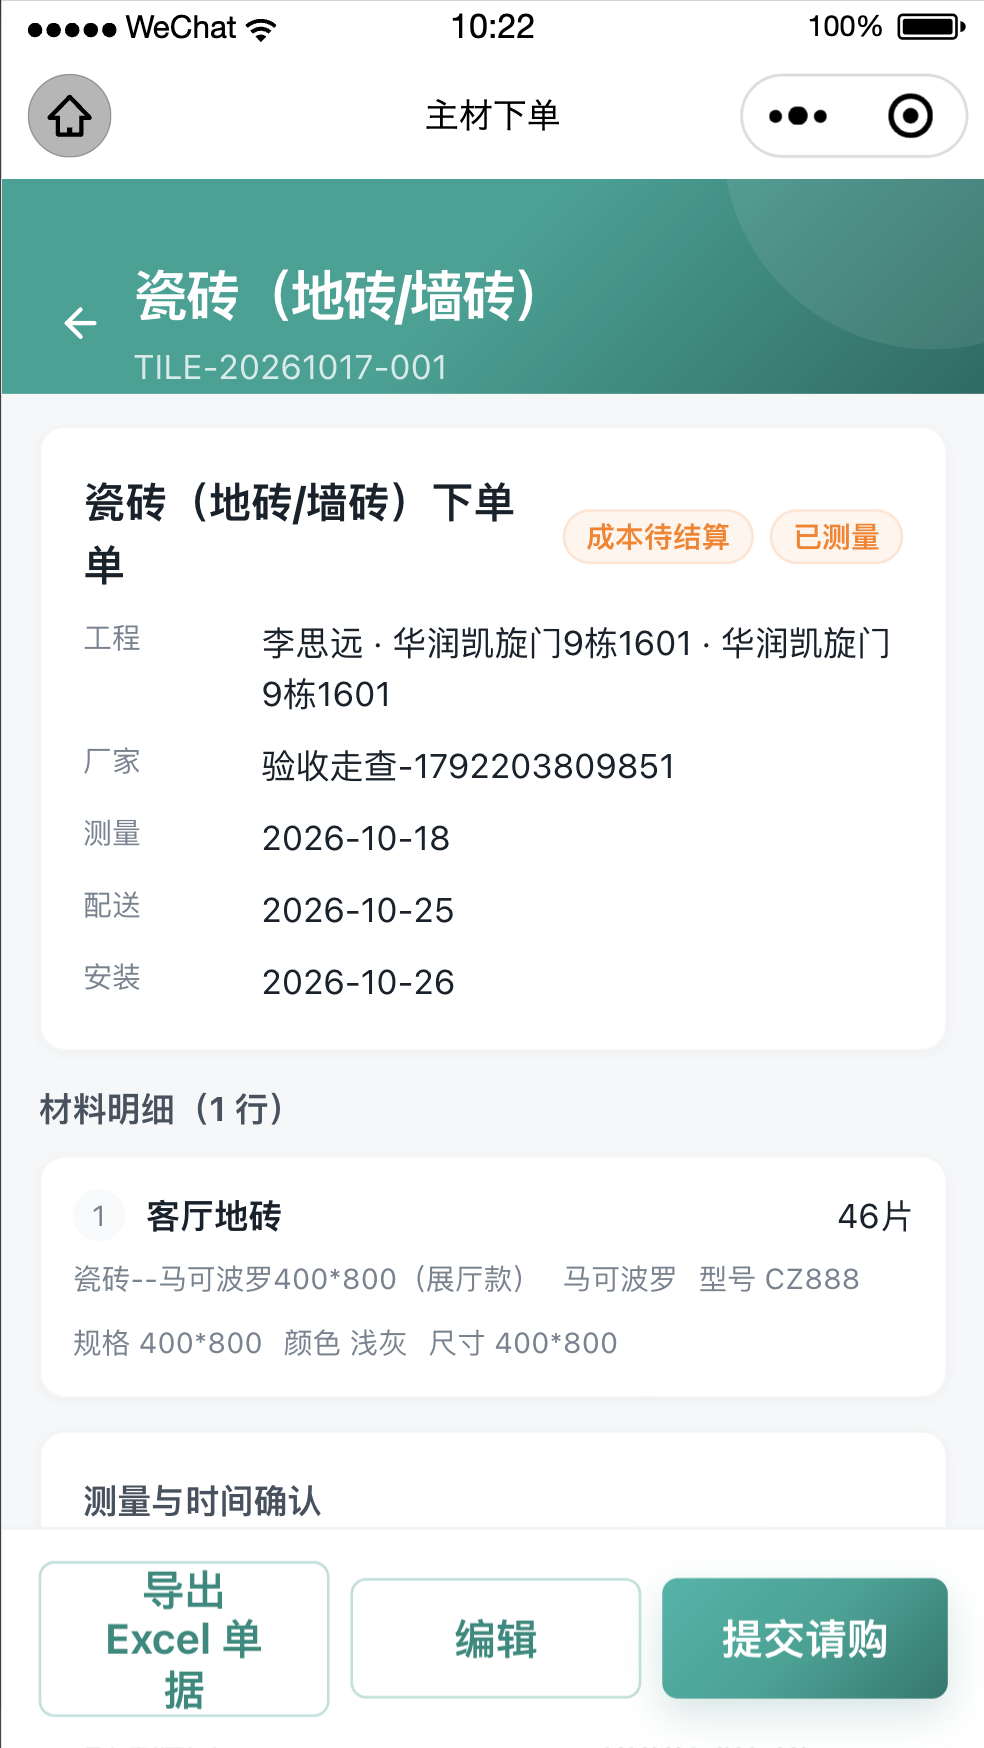 WeChat 10:22 100%
主材下单
瓷砖（地砖/墙砖）
TILE-20261017-001
瓷砖（地砖/墙砖）下单
单
成本待结算 已测量
工程 李思远 · 华润凯旋门9栋1601 · 华润凯旋门
9栋1601
厂家 验收走查-1792203809851
测量 2026-10-18
配送 2026-10-25
安装 2026-10-26
材料明细（1 行）
1 客厅地砖 46片
瓷砖--马可波罗400*800（展厅款） 马可波罗 型号 CZ888
规格 400*800 颜色 浅灰 尺寸 400*800
测量与时间确认
导出
Excel 单
据
编辑
提交请购